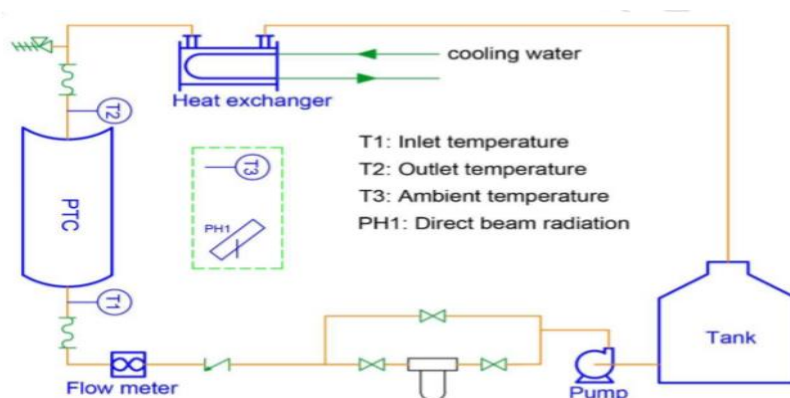 cooling water
Heat exchanger
T2
T3
T1: Inlet temperature
T2: Outlet temperature
T3: Ambient temperature
PH1: Direct beam radiation
PTC
PH1
T1
Tank
Flow meter
Pump